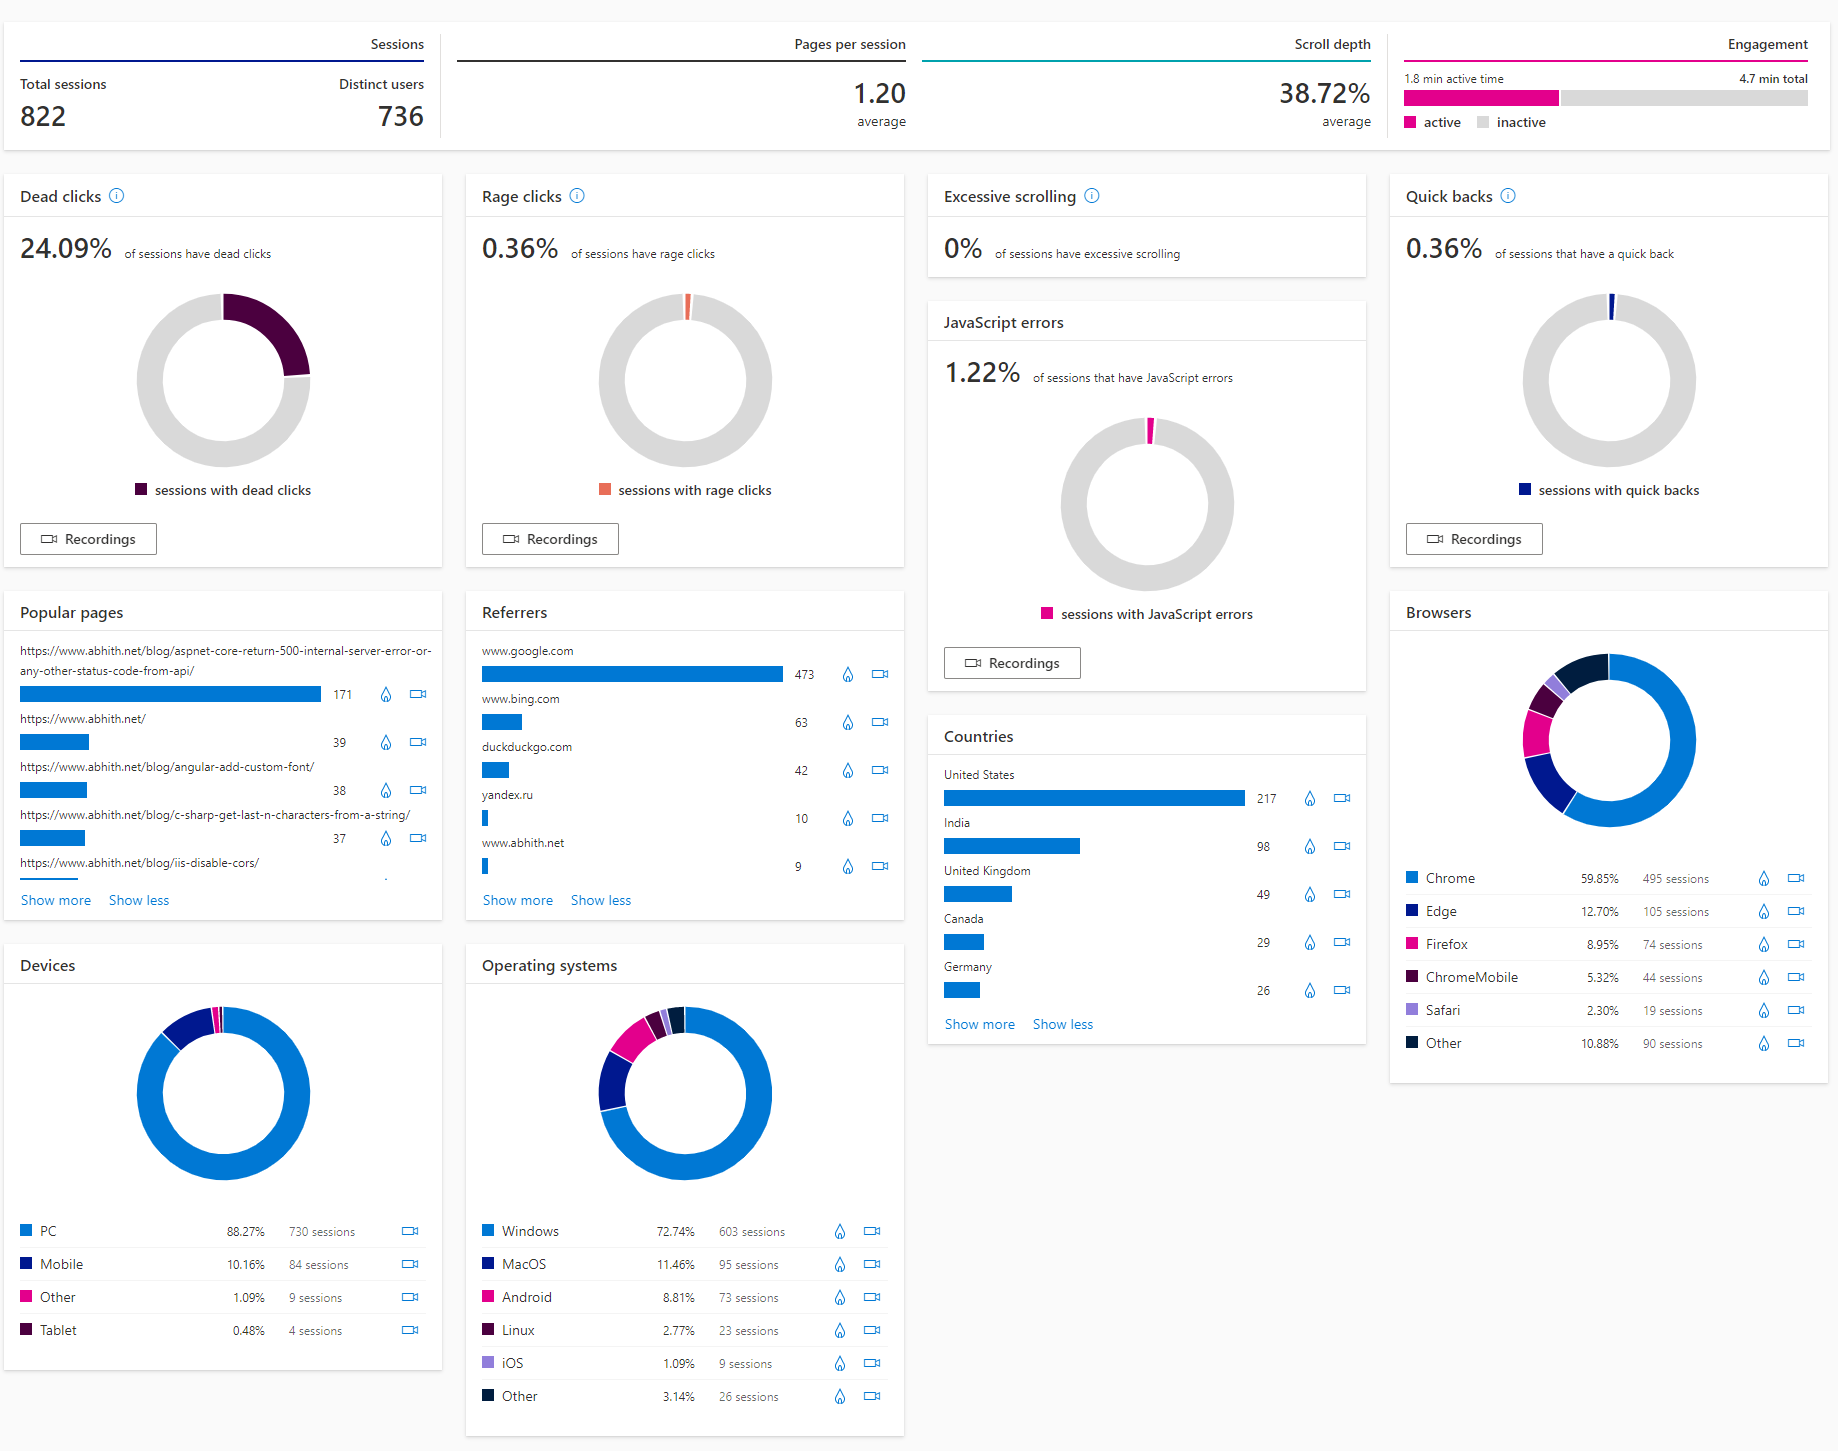 Sessions
Total sessions
Distinct users
822
736
Pages per session
1.20
average
Scroll depth
38.72%
average
Engagement
1.8 min active time
4.7 min total
active
inactive
Dead clicks
24.09% of sessions have dead clicks
sessions with dead clicks
Recordings
Rage clicks
0.36% of sessions have rage clicks
sessions with rage clicks
Recordings
Excessive scrolling
0% of sessions have excessive scrolling
JavaScript errors
1.22% of sessions that have JavaScript errors
sessions with JavaScript errors
Recordings
Quick backs
0.36% of sessions that have a quick back
sessions with quick backs
Recordings
Popular pages
https://www.abhith.net/blog/aspnet-core-return-500-internal-server-error-or-
any-other-status-code-from-api/
171
https://www.abhith.net/
39
https://www.abhith.net/blog/angular-add-custom-font/
38
https://www.abhith.net/blog/c-sharp-get-last-n-characters-from-a-string/
37
https://www.abhith.net/blog/iis-disable-cors/
Show more Show less
Referrers
www.google.com
473
www.bing.com
63
duckduckgo.com
42
yandex.ru
10
www.abhith.net
9
Show more Show less
Countries
United States
217
India
98
United Kingdom
49
Canada
29
Germany
26
Show more Show less
Browsers
Chrome 59.85% 495 sessions
Edge 12.70% 105 sessions
Firefox 8.95% 74 sessions
ChromeMobile 5.32% 44 sessions
Safari 2.30% 19 sessions
Other 10.88% 90 sessions
Devices
PC 88.27% 730 sessions
Mobile 10.16% 84 sessions
Other 1.09% 9 sessions
Tablet 0.48% 4 sessions
Operating systems
Windows 72.74% 603 sessions
MacOS 11.46% 95 sessions
Android 8.81% 73 sessions
Linux 2.77% 23 sessions
iOS 1.09% 9 sessions
Other 3.14% 26 sessions